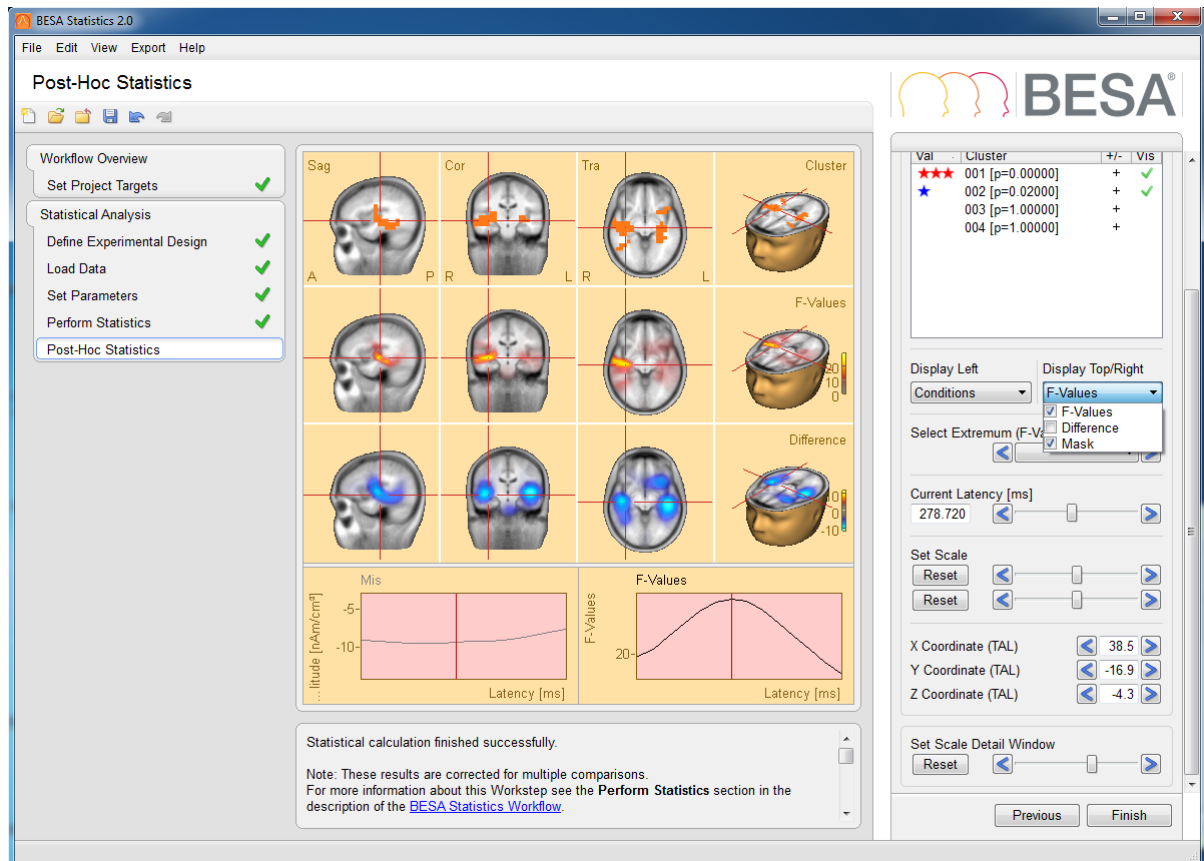 BESA Statistics 2.0
File Edit View Export Help
Post-Hoc Statistics
BESA®
Workflow Overview
Set Project Targets
Statistical Analysis
Define Experimental Design
Load Data
Set Parameters
Perform Statistics
Post-Hoc Statistics
Sag Cor Tra Cluster
A P R L R L
F-Values
20
10
0
Difference
10
0
-10
Mis
...litude [nAm/cm³]
-5
-10
Latency [ms]
F-Values
F-Values
20
Latency [ms]
Statistical calculation finished successfully.
Note: These results are corrected for multiple comparisons.
For more information about this Workstep see the Perform Statistics section in the
description of the BESA Statistics Workflow.
Val Cluster +/- Vis
001 [p=0.00000] +
002 [p=0.02000] +
003 [p=1.00000] +
004 [p=1.00000] +
Display Left Display Top/Right
Conditions F-Values
F-Values
Difference
Mask
Select Extremum (F-Va
Current Latency [ms]
278.720
Set Scale
Reset
Reset
X Coordinate (TAL) 38.5
Y Coordinate (TAL) -16.9
Z Coordinate (TAL) -4.3
Set Scale Detail Window
Reset
Previous Finish